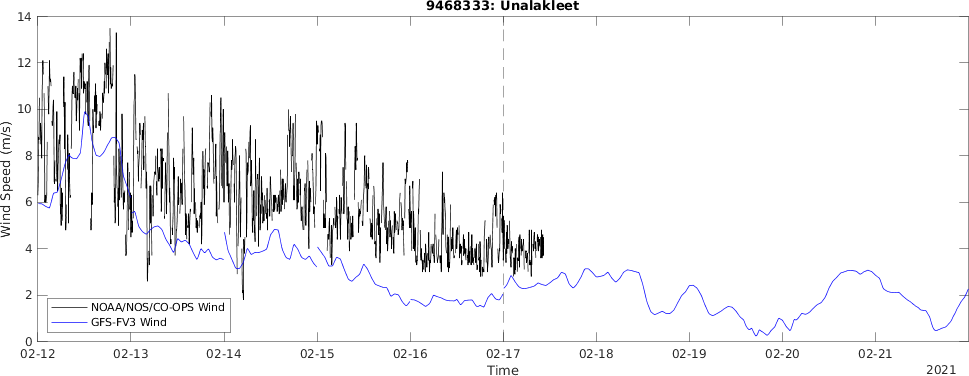 9468333: Unalakleet
Wind Speed (m/s)
14
12
10
8
6
4
2
0
NOAA/NOS/CO-OPS Wind
GFS-FV3 Wind
02-12 02-13 02-14 02-15 02-16 02-17 02-18 02-19 02-20 02-21
Time
2021